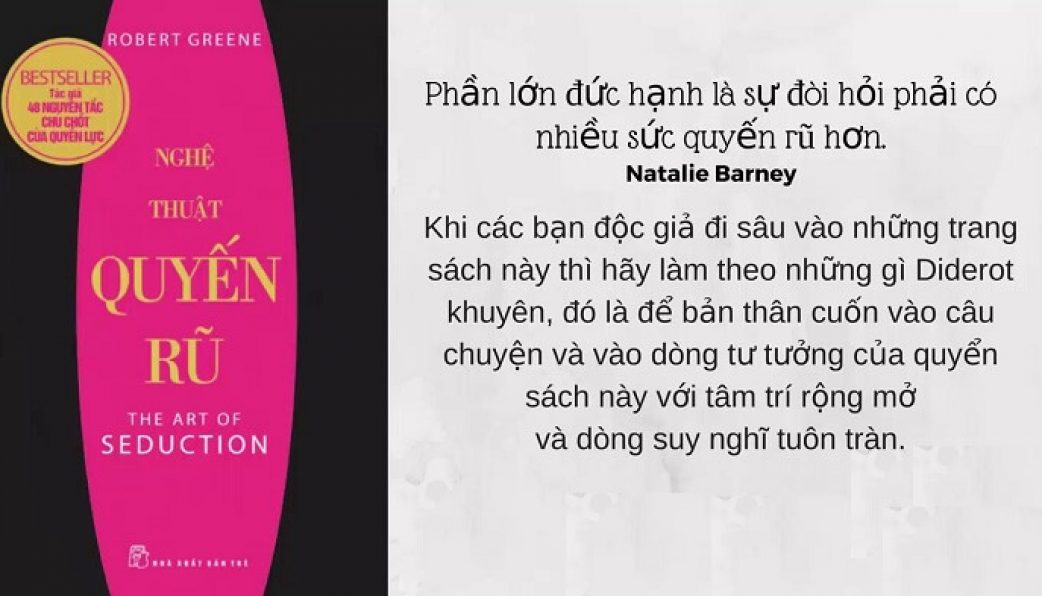 ROBERT GREENE
BESTSELLER
Tác giả
48 NGUYÊN TẮC
CHỦ CHỐT
CỦA QUYỀN LỰC
NGHỆ
THUẬT
QUYẾN
RŨ
THE ART OF
SEDUCTION
NHÀ XUẤT BẢN TRẺ
Phần lớn đức hạnh là sự đòi hỏi phải có
nhiều sức quyến rũ hơn.
Natalie Barney
Khi các bạn độc giả đi sâu vào những trang
sách này thì hãy làm theo những gì Diderot
khuyên, đó là để bản thân cuốn vào câu
chuyện và vào dòng tư tưởng của quyển
sách này với tâm trí rộng mở
và dòng suy nghĩ tuôn tràn.